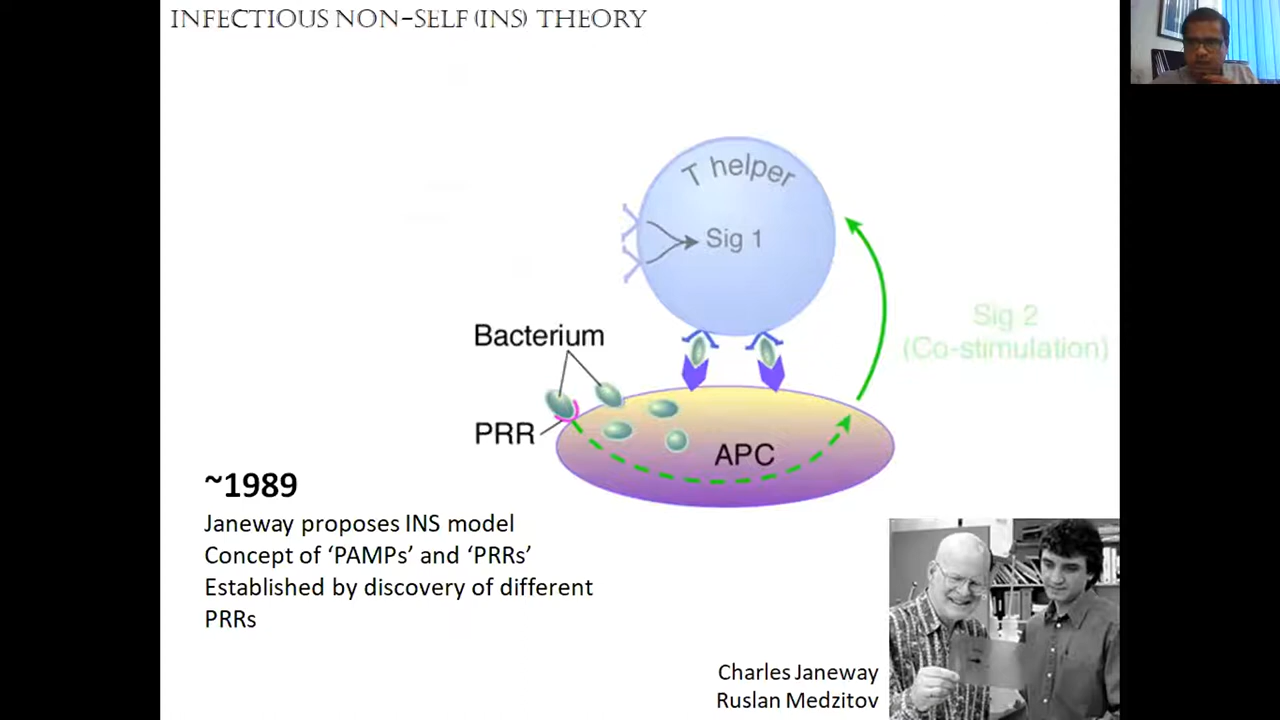 INFECTIOUS NON-SELF (INS) THEORY
T helper
Sig 1
Sig 2
(Co-stimulation)
Bacterium
PRR
APC
~1989
Janeway proposes INS model
Concept of ‘PAMPs’ and ‘PRRs’
Established by discovery of different
PRRs
Charles Janeway
Ruslan Medzitov